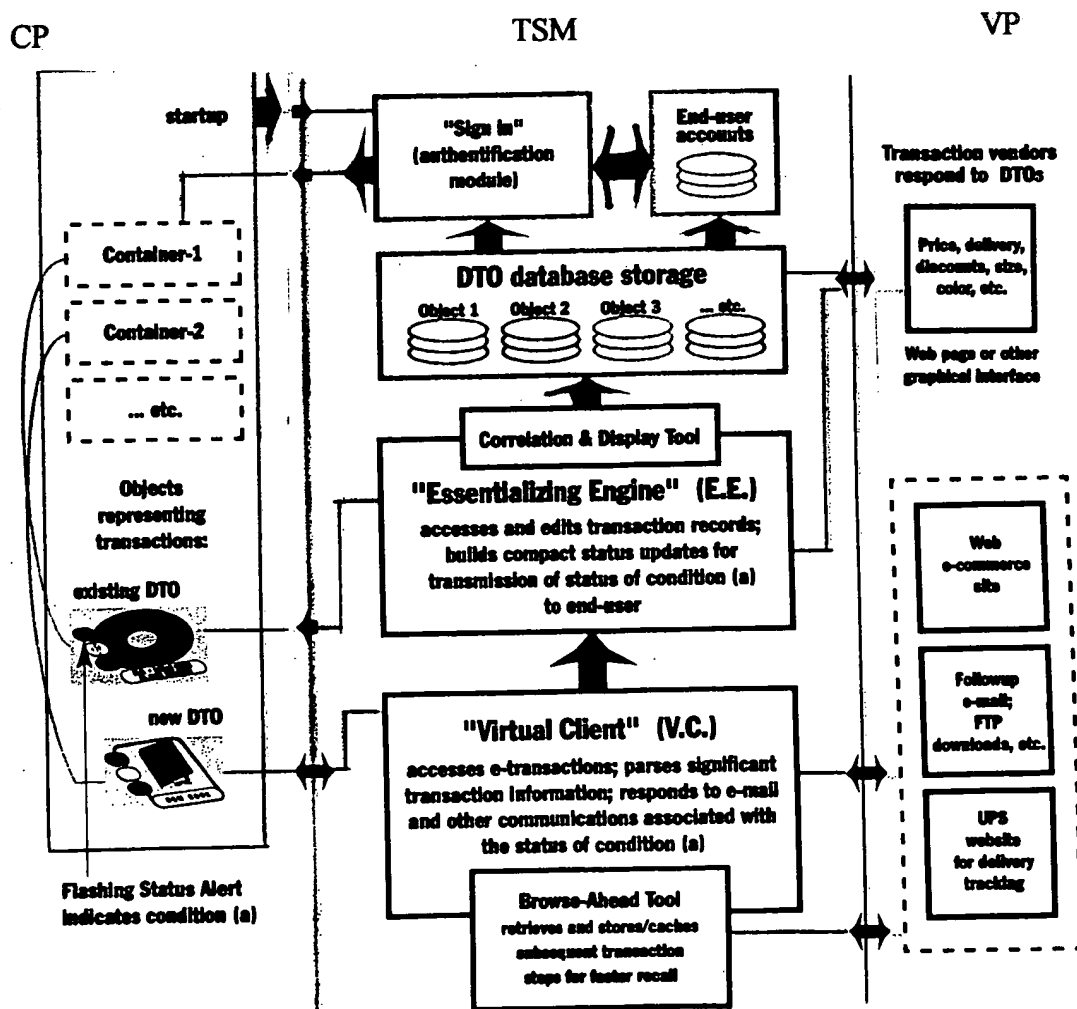 CP
TSM
VP
startup
"Sign in"
(authentification
module)
End-user
accounts
Transaction vendors
respond to DTOs
Container-1
Container-2
... etc.
DTO database storage
Object 1
Object 2
Object 3
... etc.
Price, delivery,
discounts, size,
color, etc.
Web page or other
graphical interface
Correlation & Display Tool
"Essentializing Engine" (E.E.)
accesses and edits transaction records;
builds compact status updates for
transmission of status of condition (a)
to end-user
Objects
representing
transactions:
existing DTO
new DTO
Web
e-commerce
site
Followup
e-mail;
FTP
downloads, etc.
UPS
website
for delivery
tracking
"Virtual Client" (V.C.)
accesses e-transactions; parses significant
transaction information; responds to e-mail
and other communications associated with
the status of condition (a)
Flashing Status Alert
indicates condition (a)
Browse-Ahead Tool
retrieves and stores/caches
subsequent transaction
steps for faster recall